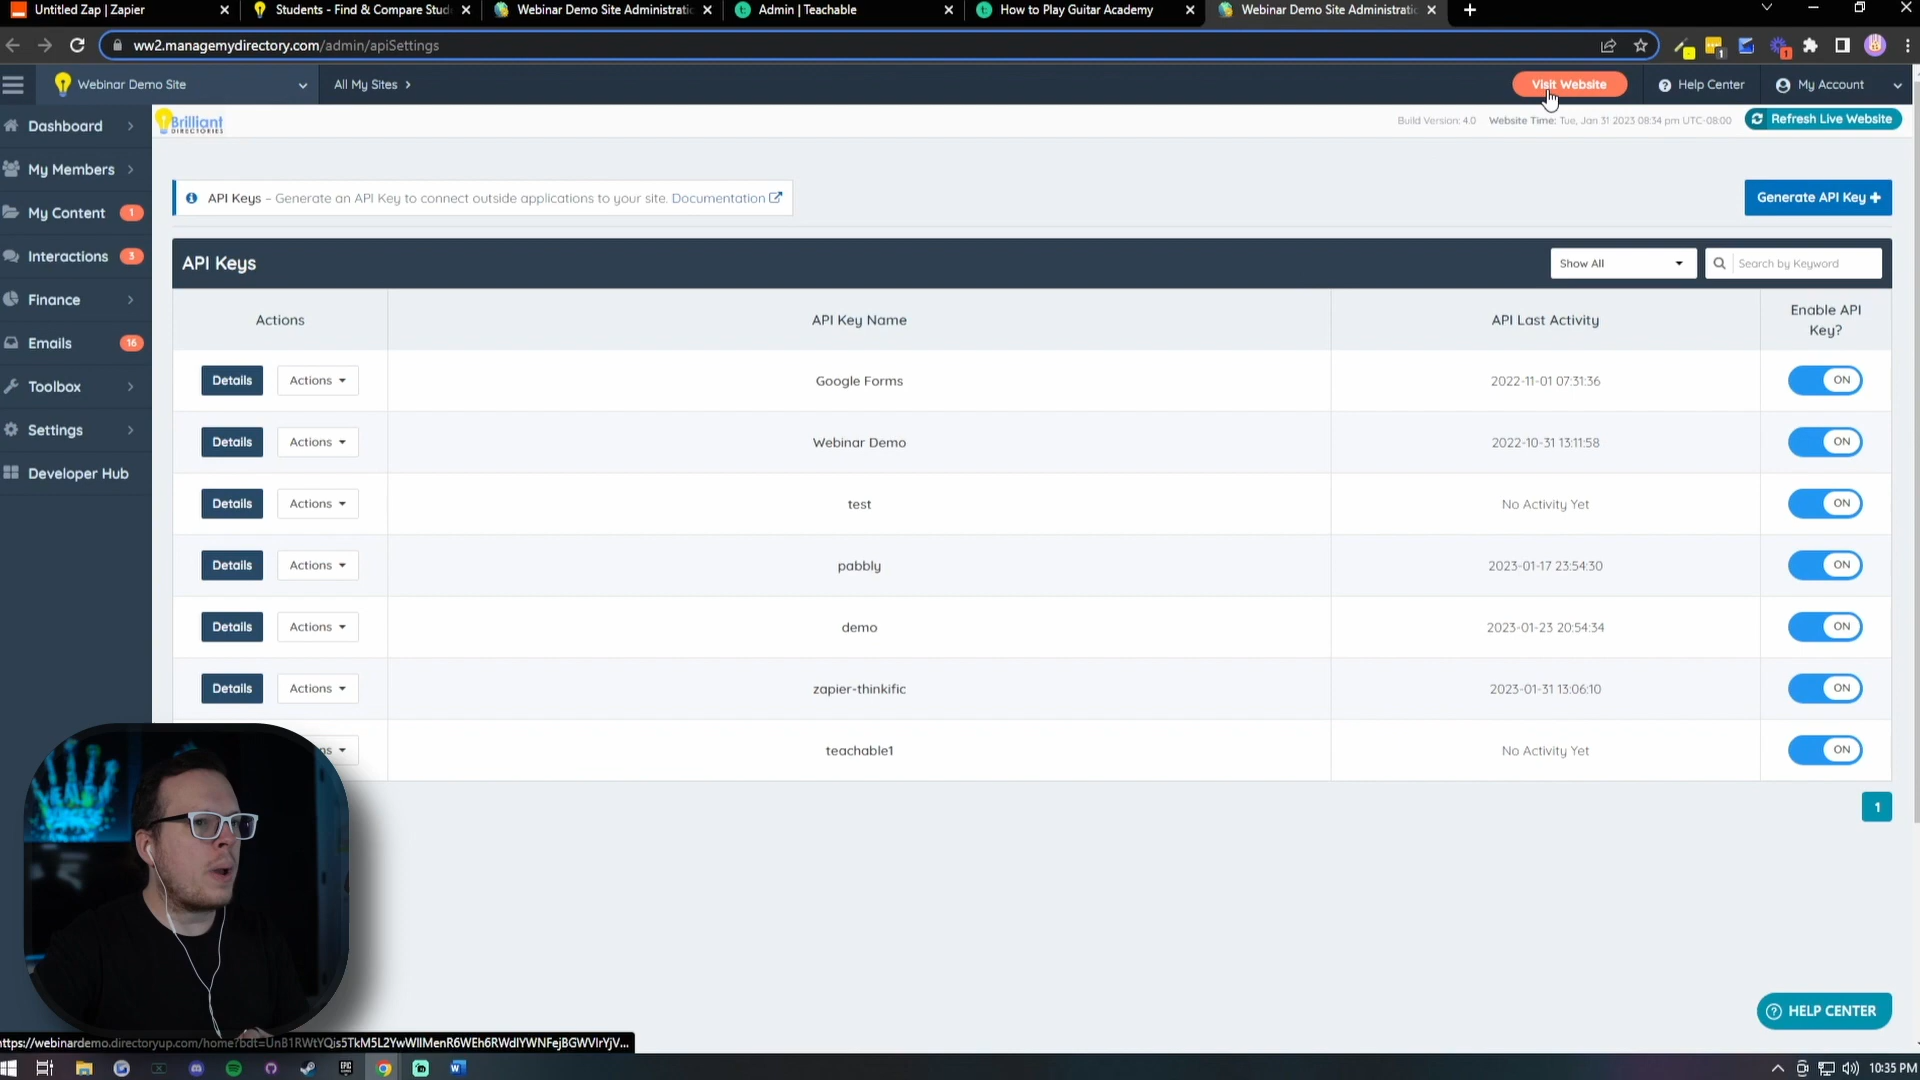 Untitled Zap | Zapier
Students - Find & Compare Stud
Webinar Demo Site Administratio
Admin | Teachable
How to Play Guitar Academy
Webinar Demo Site Administratio
ww2.managemydirectory.com/admin/apiSettings
Webinar Demo Site
All My Sites
Visit Website
Help Center
My Account
Dashboard
My Members
My Content 1
Interactions 3
Finance
Emails 16
Toolbox
Settings
Developer Hub
Brilliant
DIRECTORIES
Build Version: 4.0 Website Time: Tue, Jan 31 2023 08:34 pm UTC-08:00
Refresh Live Website
API Keys - Generate an API Key to connect outside applications to your site. Documentation
Generate API Key
API Keys
Show All
Search by Keyword
Actions API Key Name API Last Activity Enable API
Key?
Details Actions Google Forms 2022-11-01 07:31:36 ON
Details Actions Webinar Demo 2022-10-31 13:11:58 ON
Details Actions test No Activity Yet ON
Details Actions pabbly 2023-01-17 23:54:30 ON
Details Actions demo 2023-01-23 20:54:34 ON
Details Actions zapier-thinkific 2023-01-31 13:06:10 ON
ns teachable1 No Activity Yet ON
1
HELP CENTER
10:35 PM